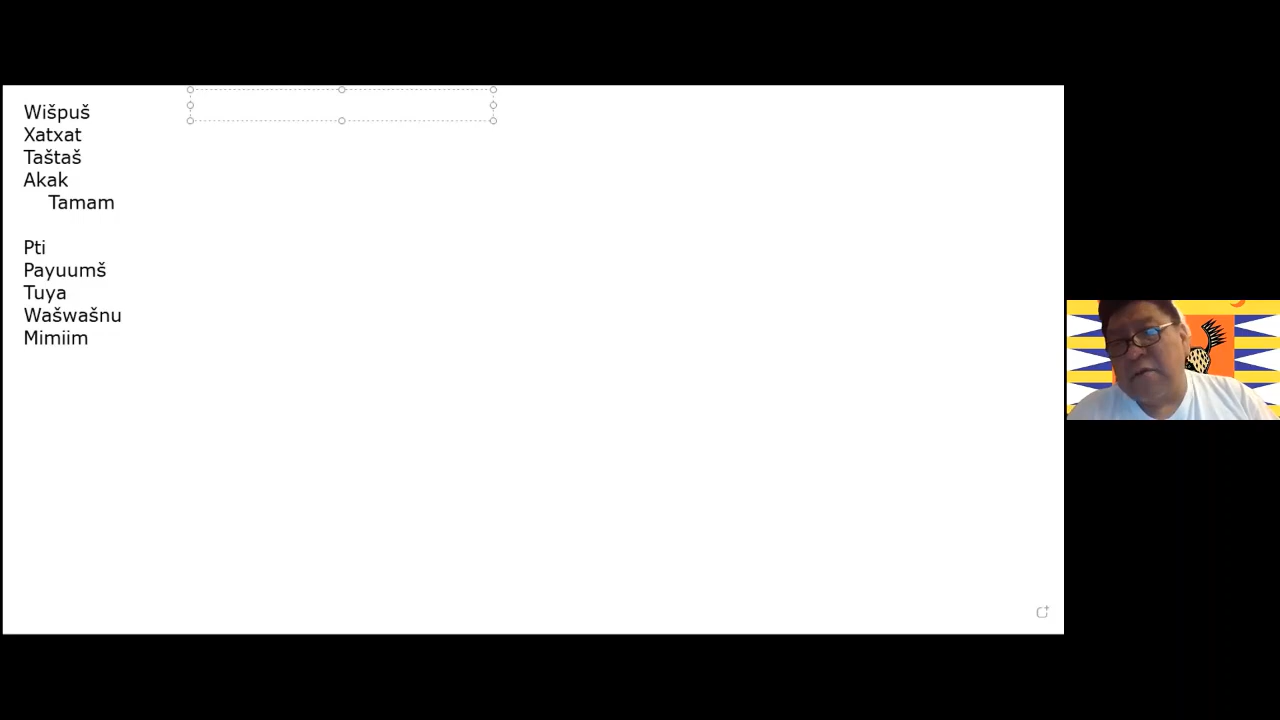 Wišpuš
Xatxat
Taštaš
Akak
Tamam
Pti
Payuumš
Tuya
Wašwašnu
Mimiim